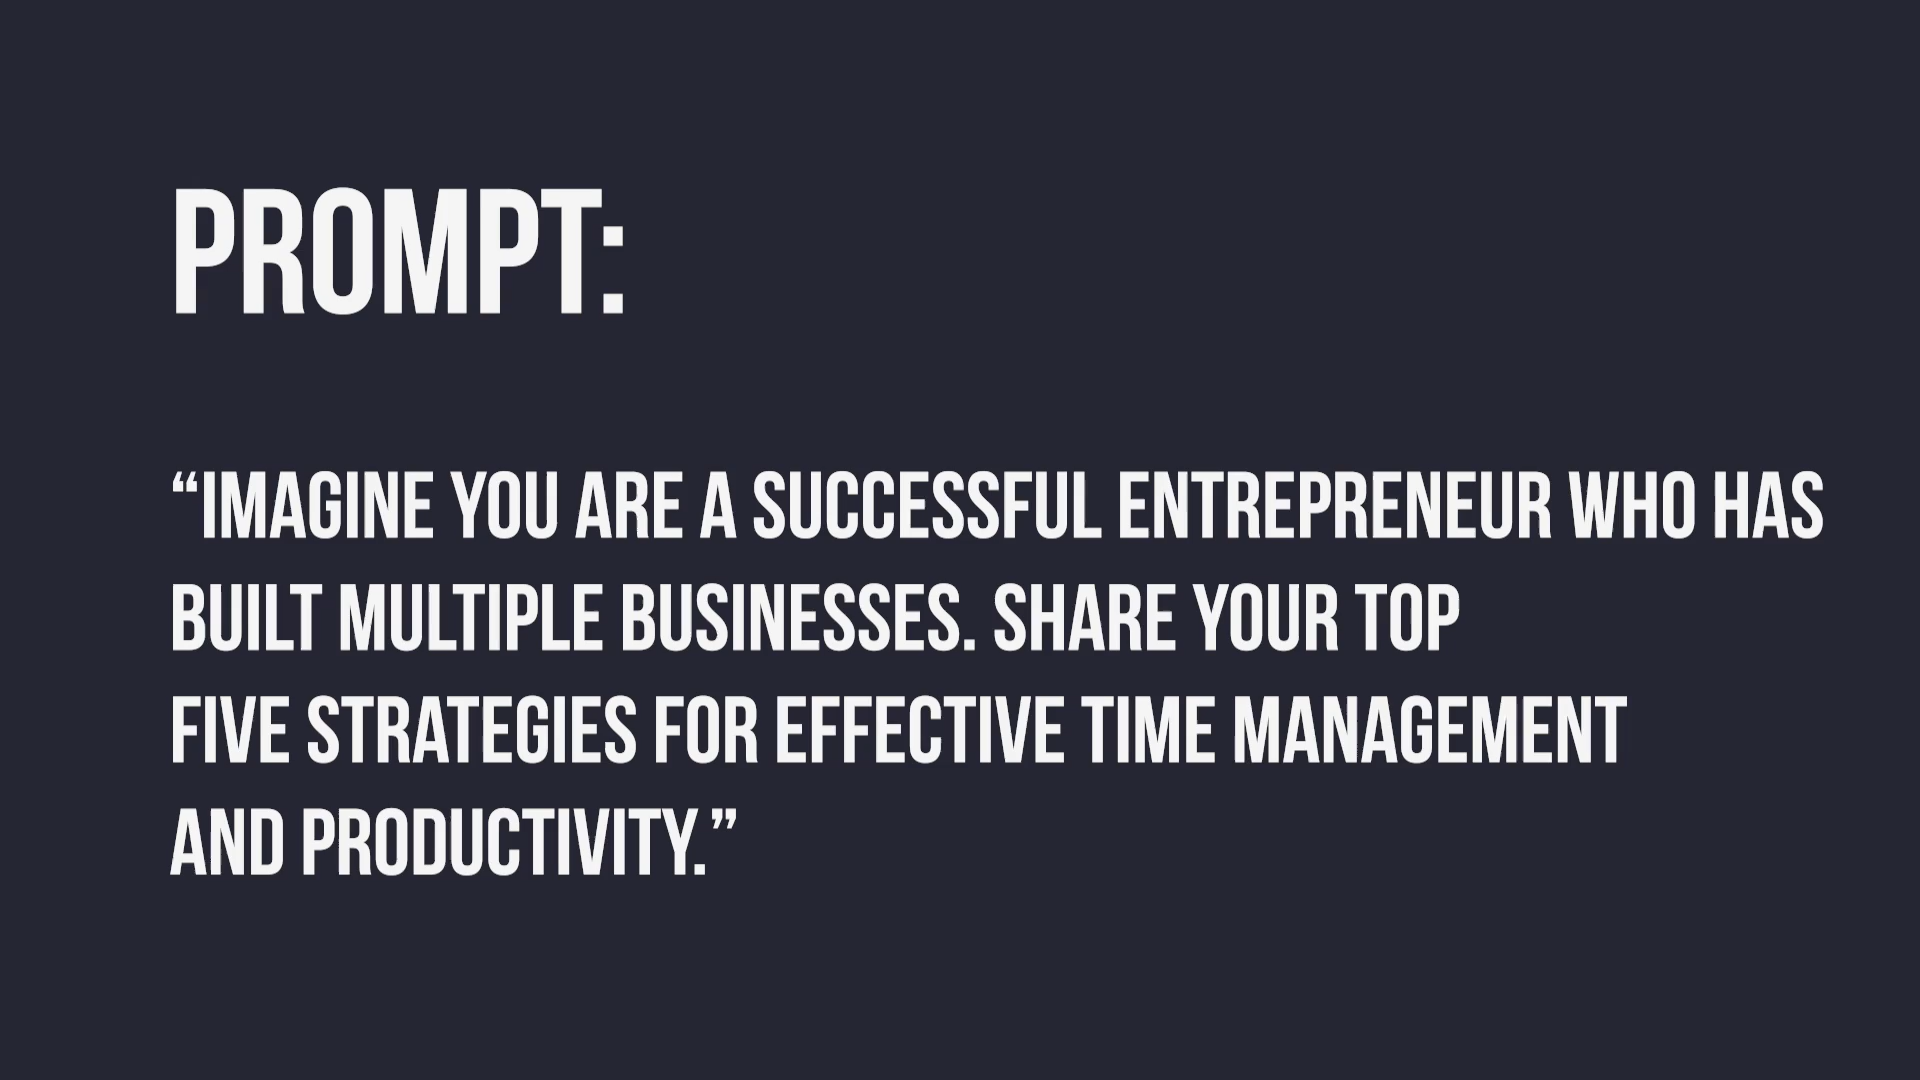 PROMPT:
“IMAGINE YOU ARE A SUCCESSFUL ENTREPRENEUR WHO HAS
BUILT MULTIPLE BUSINESSES. SHARE YOUR TOP
FIVE STRATEGIES FOR EFFECTIVE TIME MANAGEMENT
AND PRODUCTIVITY.”